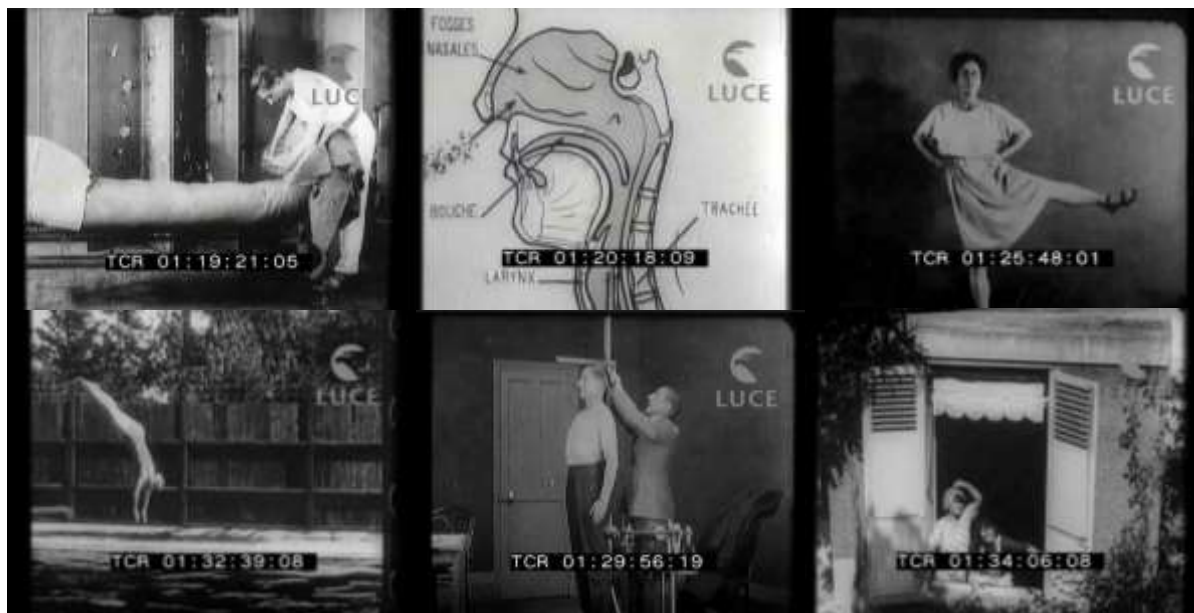 LUCE
TCR 01:19:21:05
FOSSES
NASALES
LUCE
BOUCHE
TRACHÉE
TCR 01:20:18:09
LARYNX
LUCE
TCR 01:25:48:01
LUCE
TCR 01:32:39:08
LUCE
TCR 01:29:56:19
TCR 01:34:06:08